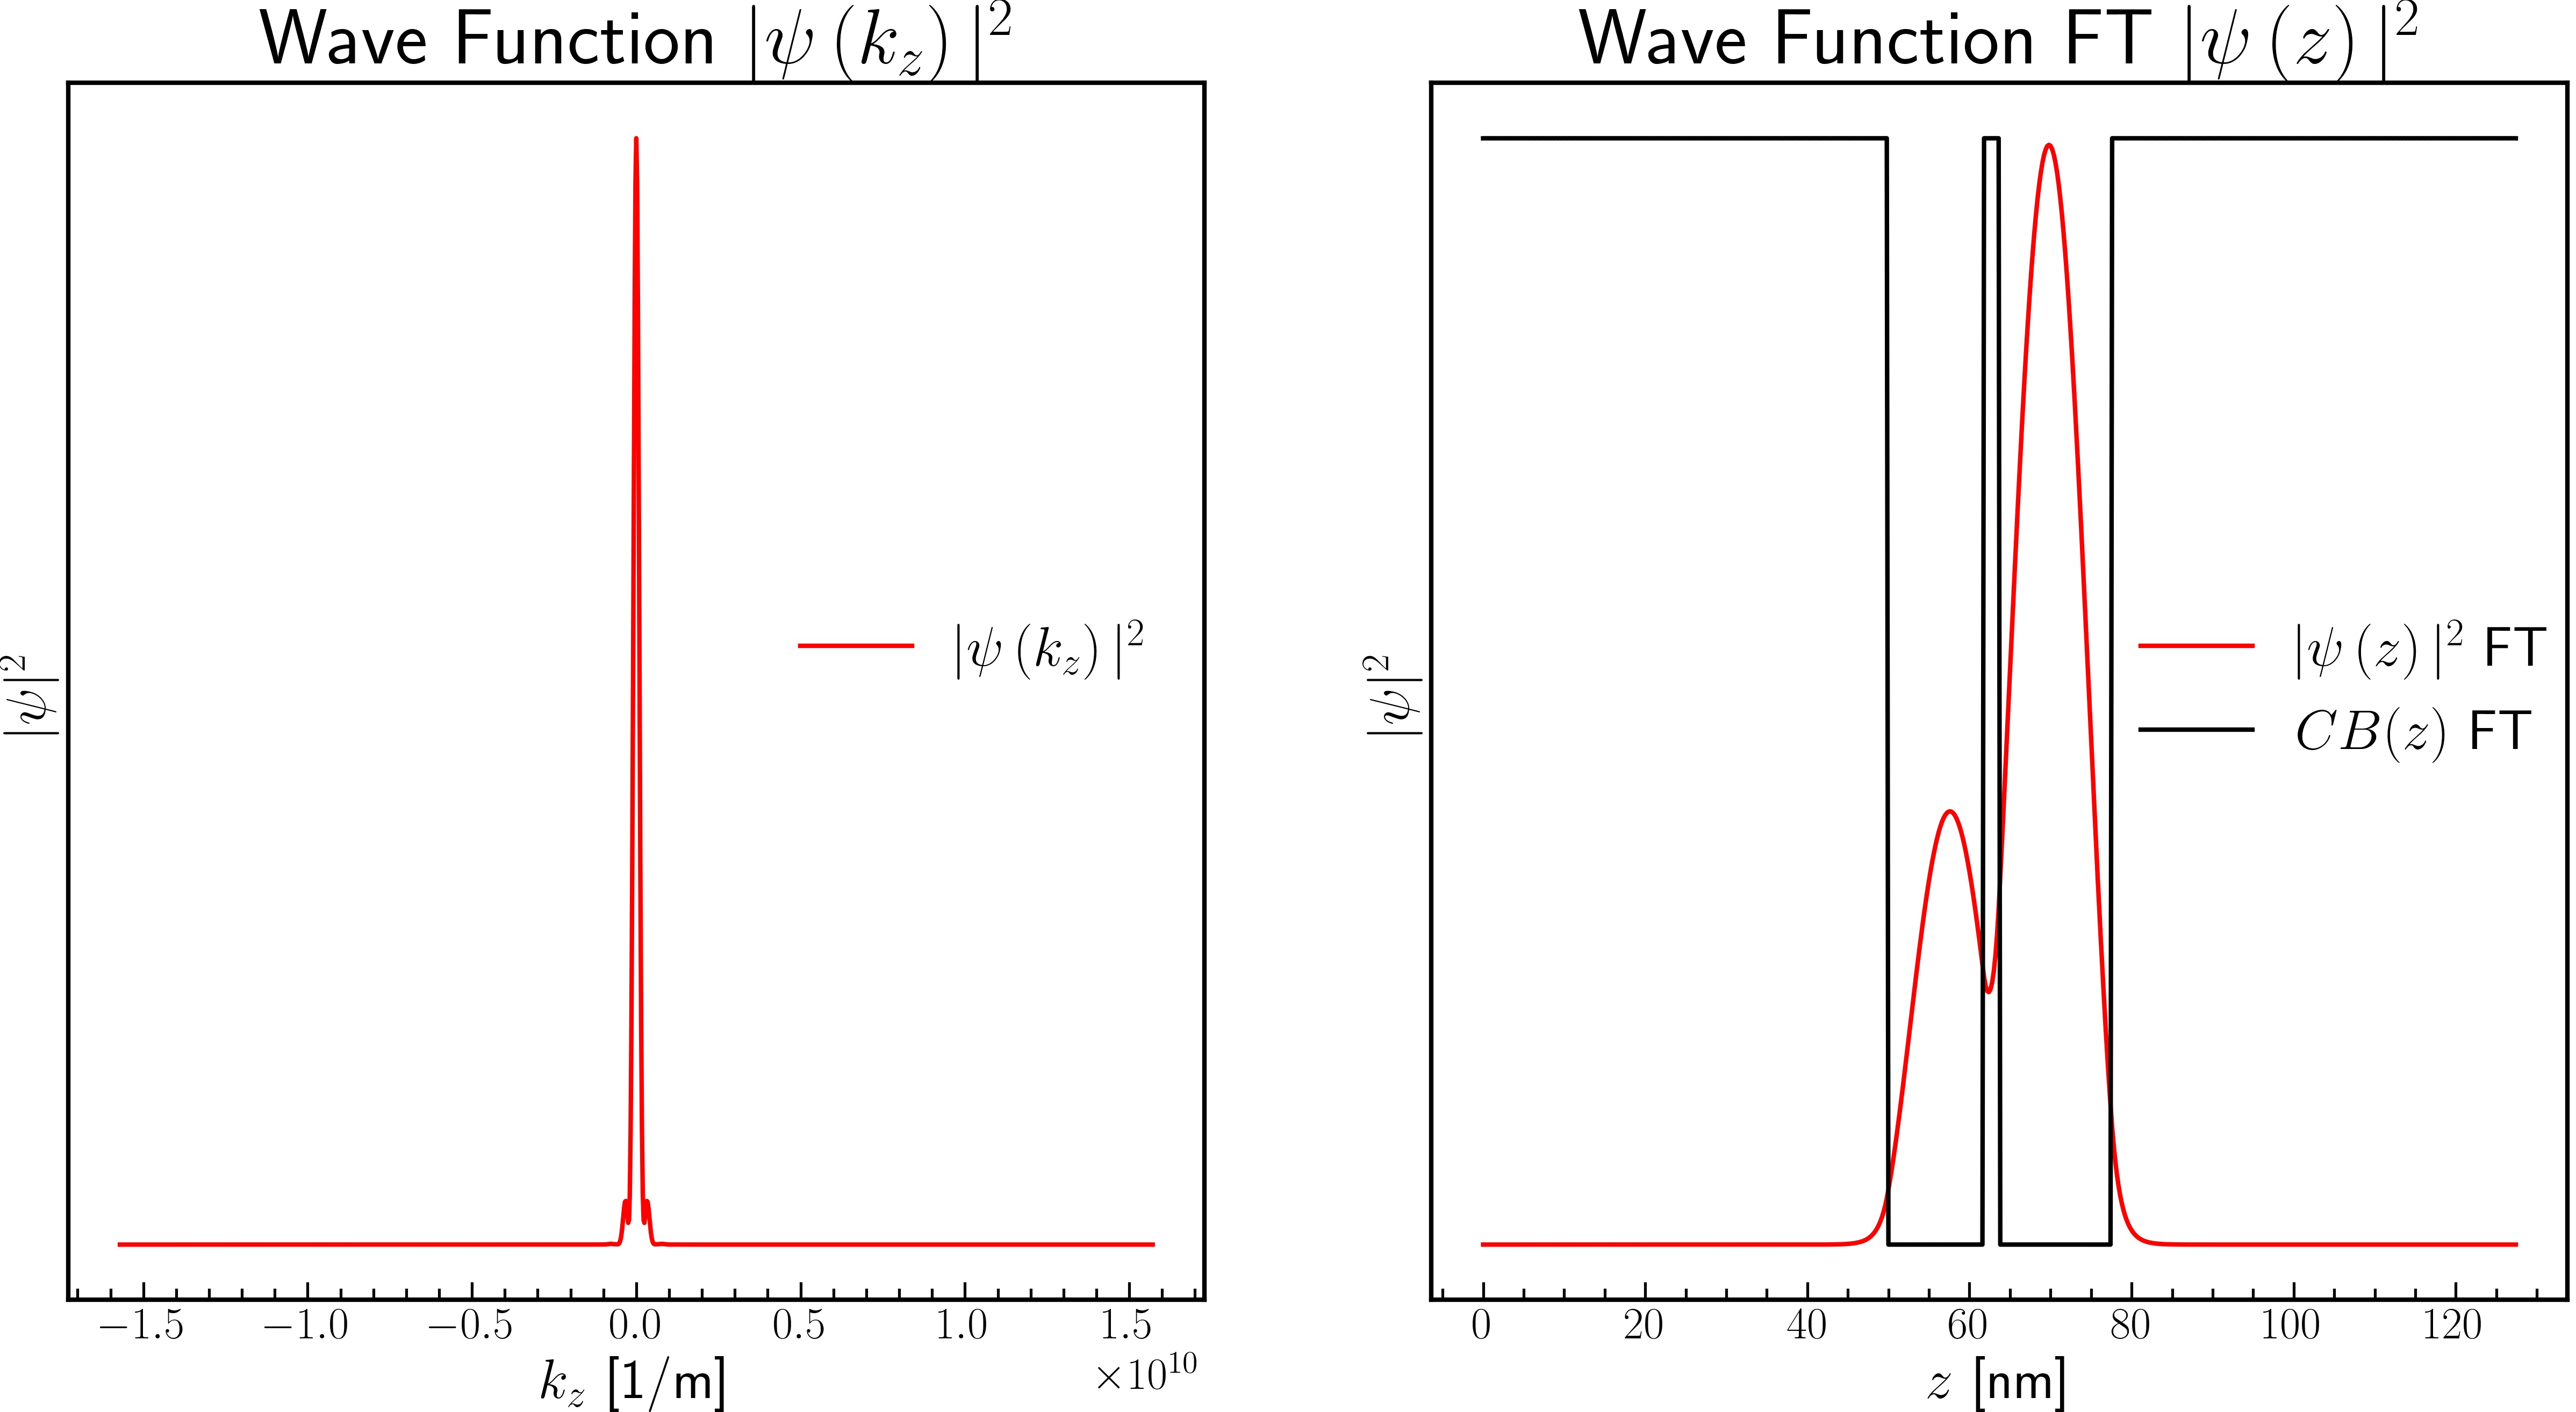 Wave Function |ψ (k_z) |²
|ψ|²
|ψ (k_z) |²
−1.5 −1.0 −0.5 0.0 0.5 1.0 1.5
×10¹⁰
k_z [1/m]
Wave Function FT |ψ (z) |²
|ψ|²
|ψ (z) |² FT
CB(z) FT
0 20 40 60 80 100 120
z [nm]